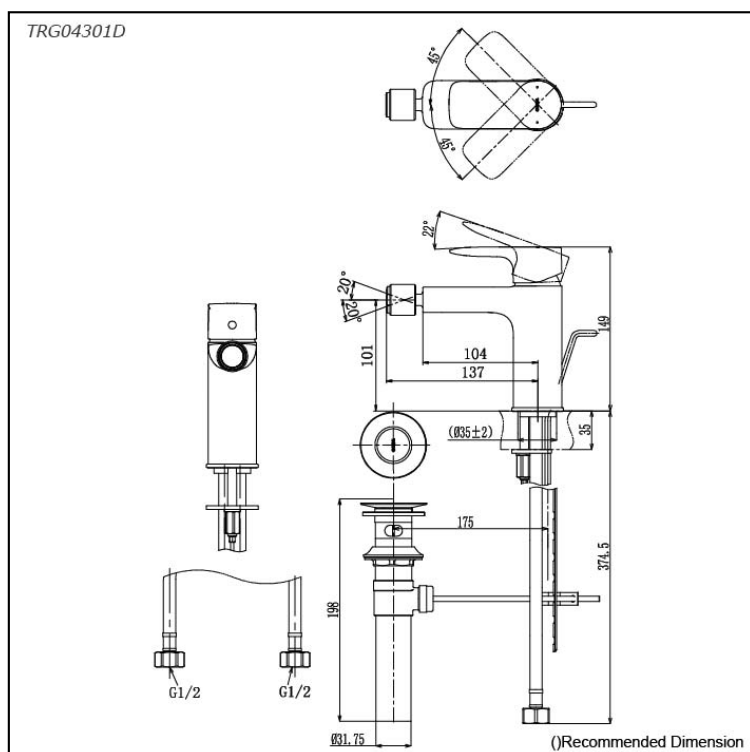 TRG04301D
45°
45°
22°
20°
20°
149
101
104
137
(Ø35±2)
35
175
374.5
198
G1/2
G1/2
Ø31.75
()Recommended Dimension